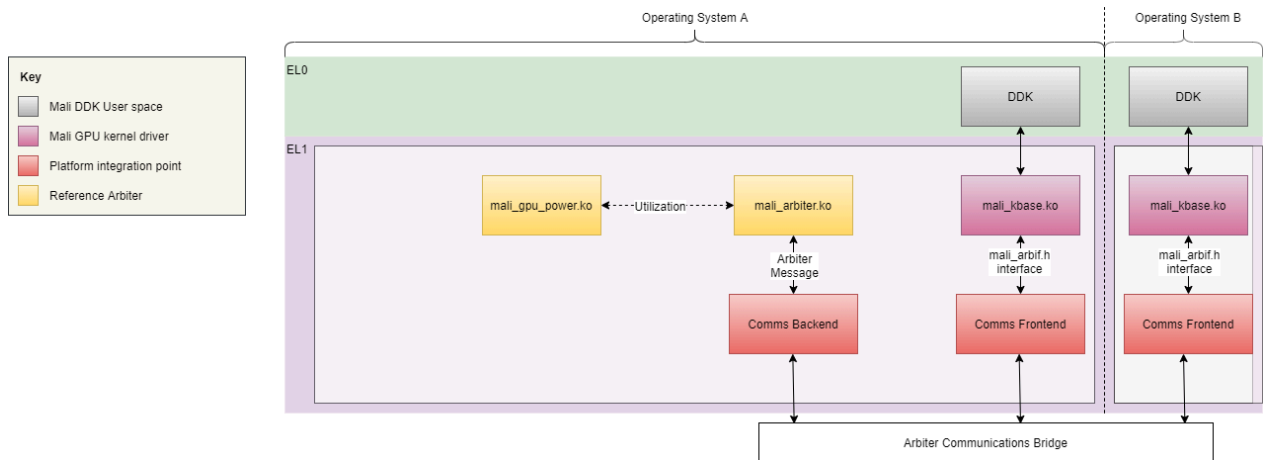 Operating System A
Operating System B
Key
Mali DDK User space
Mali GPU kernel driver
Platform integration point
Reference Arbiter
EL0
DDK
DDK
EL1
mali_gpu_power.ko
Utilization
mali_arbiter.ko
mali_kbase.ko
mali_kbase.ko
Arbiter
Message
mali_arbif.h
interface
mali_arbif.h
interface
Comms Backend
Comms Frontend
Comms Frontend
Arbiter Communications Bridge